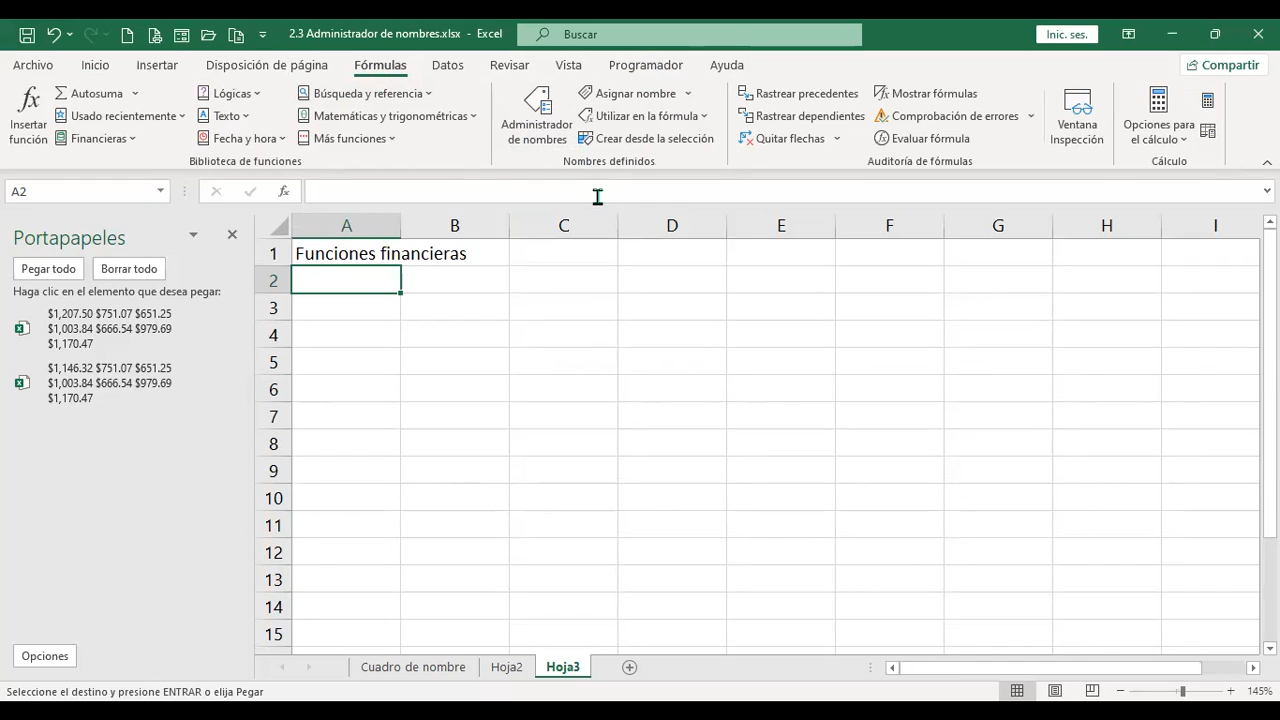 2.3 Administrador de nombres.xlsx - Excel
Buscar
Inic. ses.
Archivo Inicio Insertar Disposición de página Fórmulas Datos Revisar Vista Programador Ayuda Compartir
Insertar función
Autosuma
Usado recientemente
Financieras
Lógicas
Texto
Fecha y hora
Búsqueda y referencia
Matemáticas y trigonométricas
Más funciones
Biblioteca de funciones
Administrador de nombres
Asignar nombre
Utilizar en la fórmula
Crear desde la selección
Nombres definidos
Rastrear precedentes
Rastrear dependientes
Quitar flechas
Mostrar fórmulas
Comprobación de errores
Evaluar fórmula
Auditoría de fórmulas
Ventana Inspección
Opciones para el cálculo
Cálculo
A2
fx
Portapapeles
Pegar todo Borrar todo
Haga clic en el elemento que desea pegar:
$1,207.50 $751.07 $651.25
$1,003.84 $666.54 $979.69
$1,170.47
$1,146.32 $751.07 $651.25
$1,003.84 $666.54 $979.69
$1,170.47
Opciones
A B C D E F G H I
1 Funciones financieras
2
3
4
5
6
7
8
9
10
11
12
13
14
15
Cuadro de nombre Hoja2 Hoja3
Seleccione el destino y presione ENTRAR o elija Pegar
145%